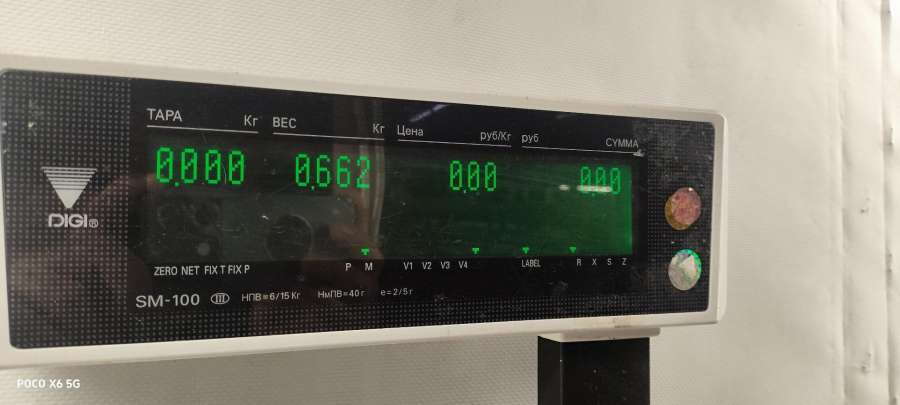 ТАРА Кг ВЕС Кг Цена руб/Кг руб СУММА
0.000 0.662 0.00 0.00
DIGI®
ZERO NET FIX T FIX P P M V1 V2 V3 V4 LABEL R X S Z
SM-100 III НПВ=6/15 Кг НмПВ=40 г e=2/5 г
POCO X6 5G